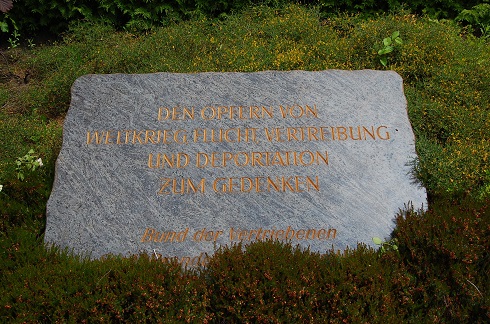 DEN OPFERN VON
WELTKRIEG, FLUCHT, VERTREIBUNG
UND DEPORTATION
ZUM GEDENKEN
Bund der Vertriebenen